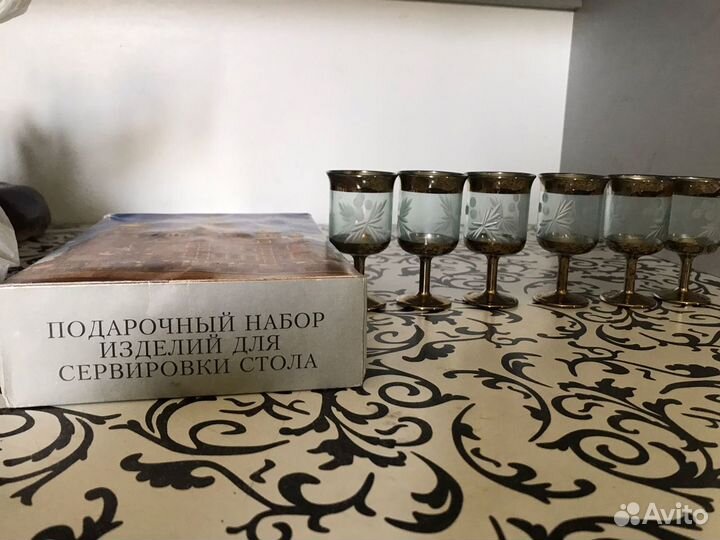 ПОДАРОЧНЫЙ НАБОР
ИЗДЕЛИЙ ДЛЯ
СЕРВИРОВКИ СТОЛА
Avito